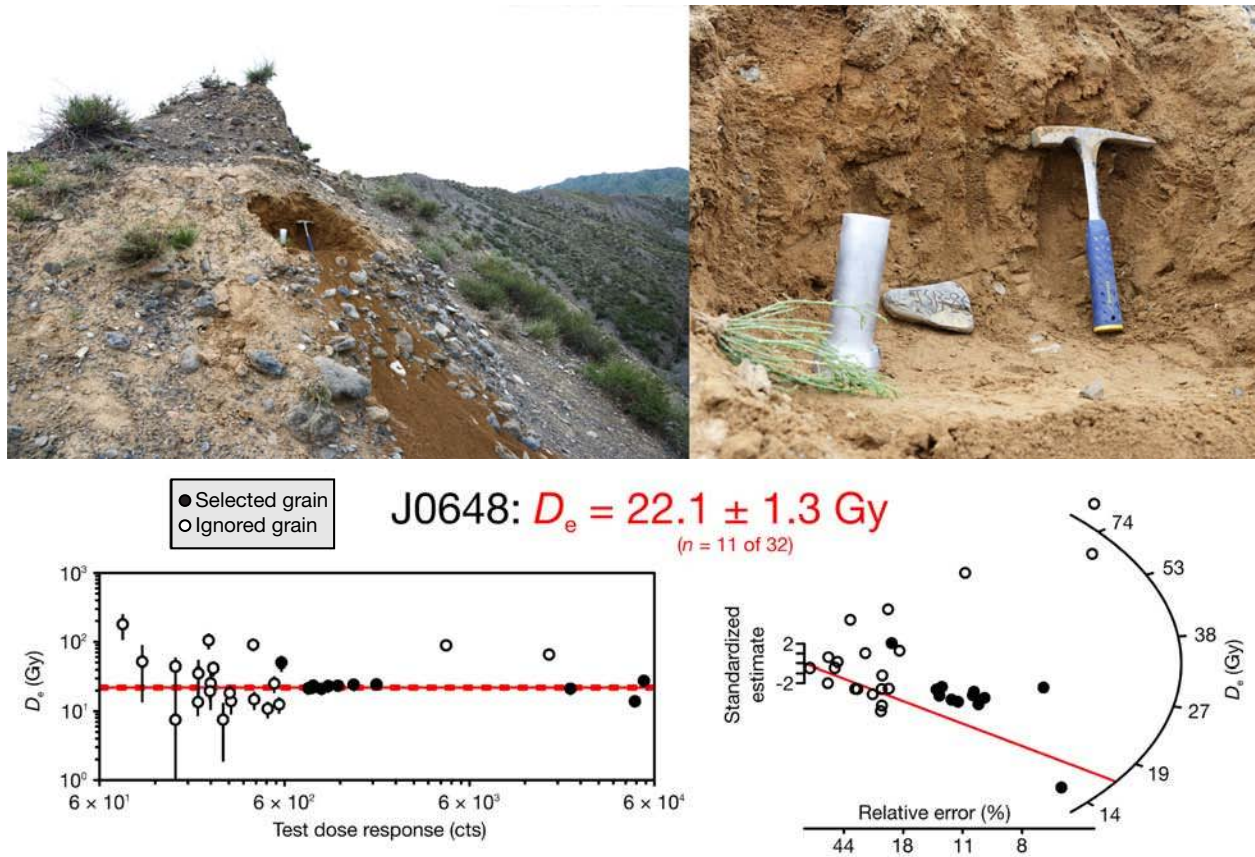 Selected grain
Ignored grain
J0648: Dₑ = 22.1 ± 1.3 Gy
(n = 11 of 32)
10³
10²
10¹
10⁰
Dₑ (Gy)
6 × 10¹
6 × 10²
6 × 10³
6 × 10⁴
Test dose response (cts)
Standardized
estimate
2
-2
74
53
38
27
19
14
Dₑ (Gy)
Relative error (%)
44
18
11
8